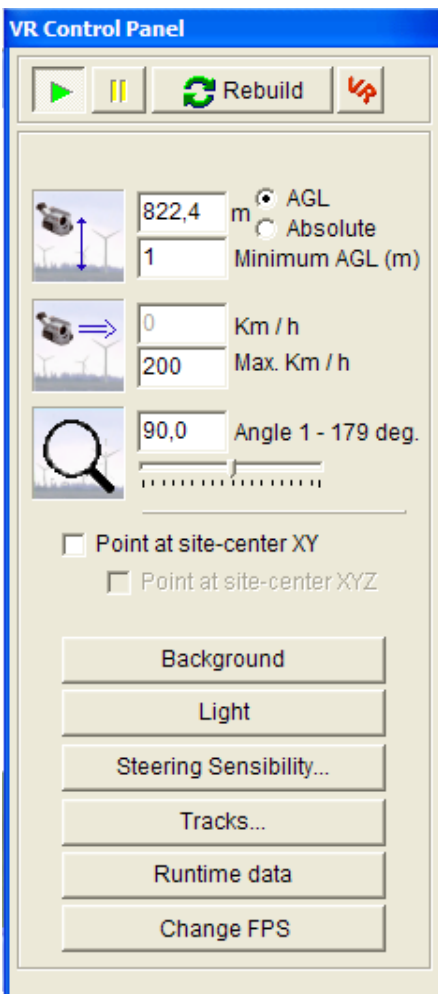 VR Control Panel
Rebuild VR
822,4 m AGL
Absolute
1 Minimum AGL (m)
0 Km / h
200 Max. Km / h
90,0 Angle 1 - 179 deg.
Point at site-center XY
Point at site-center XYZ
Background
Light
Steering Sensibility...
Tracks...
Runtime data
Change FPS